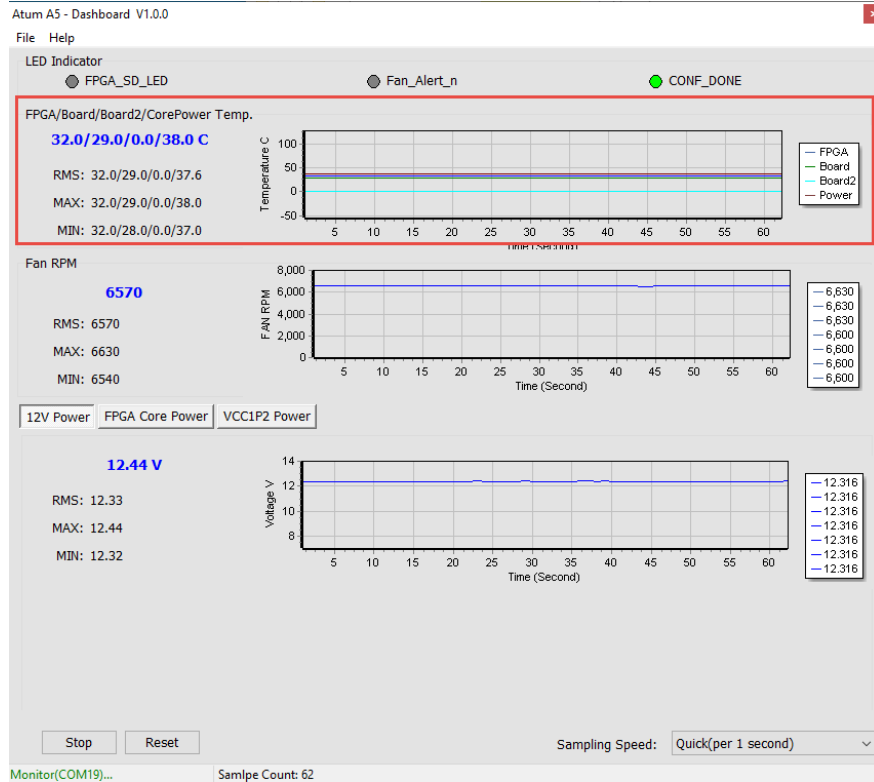 Atum A5 - Dashboard V1.0.0
File Help
LED Indicator
FPGA_SD_LED Fan_Alert_n CONF_DONE
FPGA/Board/Board2/CorePower Temp.
32.0/29.0/0.0/38.0 C
RMS: 32.0/29.0/0.0/37.6
MAX: 32.0/29.0/0.0/38.0
MIN: 32.0/28.0/0.0/37.0
Temperature C
100
50
0
-50
5 10 15 20 25 30 35 40 45 50 55 60
Time (Second)
FPGA
Board
Board2
Power
Fan RPM
6570
RMS: 6570
MAX: 6630
MIN: 6540
FAN RPM
8,000
6,000
4,000
2,000
0
5 10 15 20 25 30 35 40 45 50 55 60
Time (Second)
6,630
6,630
6,630
6,600
6,600
6,600
6,600
12V Power FPGA Core Power VCC1P2 Power
12.44 V
RMS: 12.33
MAX: 12.44
MIN: 12.32
Voltage V
14
12
10
8
5 10 15 20 25 30 35 40 45 50 55 60
Time (Second)
12.316
12.316
12.316
12.316
12.316
12.316
12.316
Stop Reset
Sampling Speed: Quick(per 1 second)
Monitor(COM19)... Samlpe Count: 62